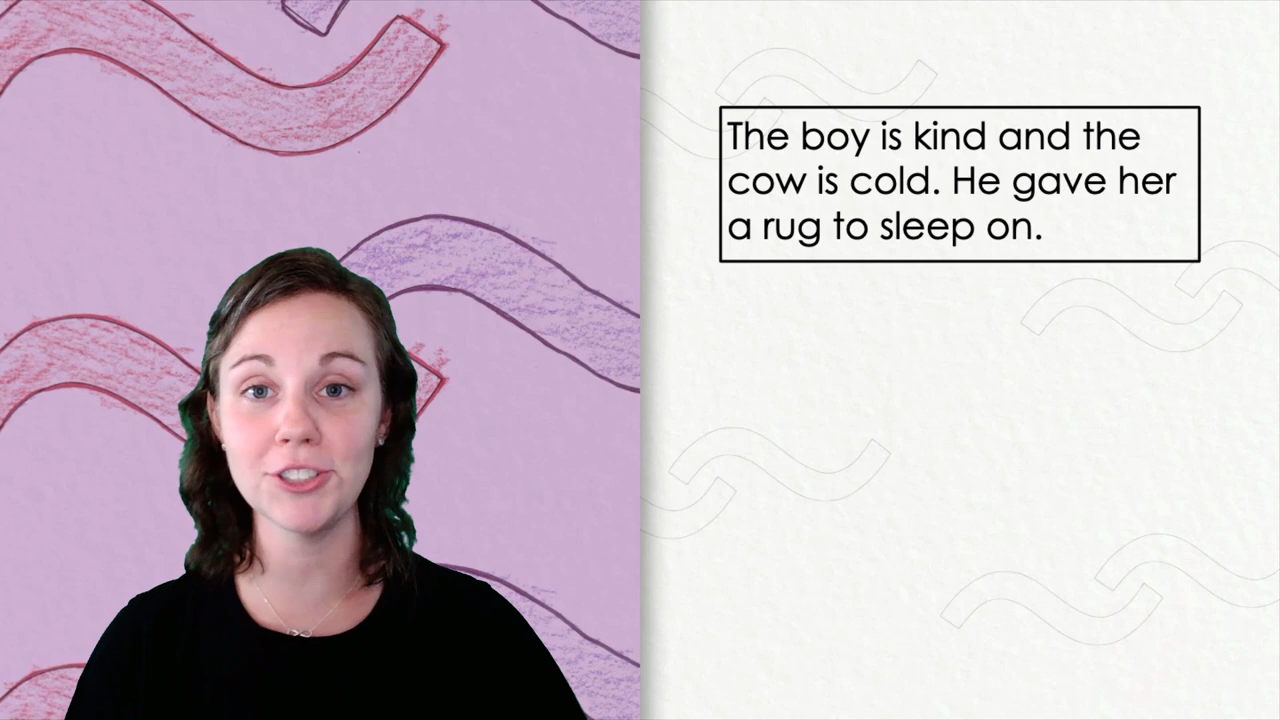 The boy is kind and the
cow is cold. He gave her
a rug to sleep on.